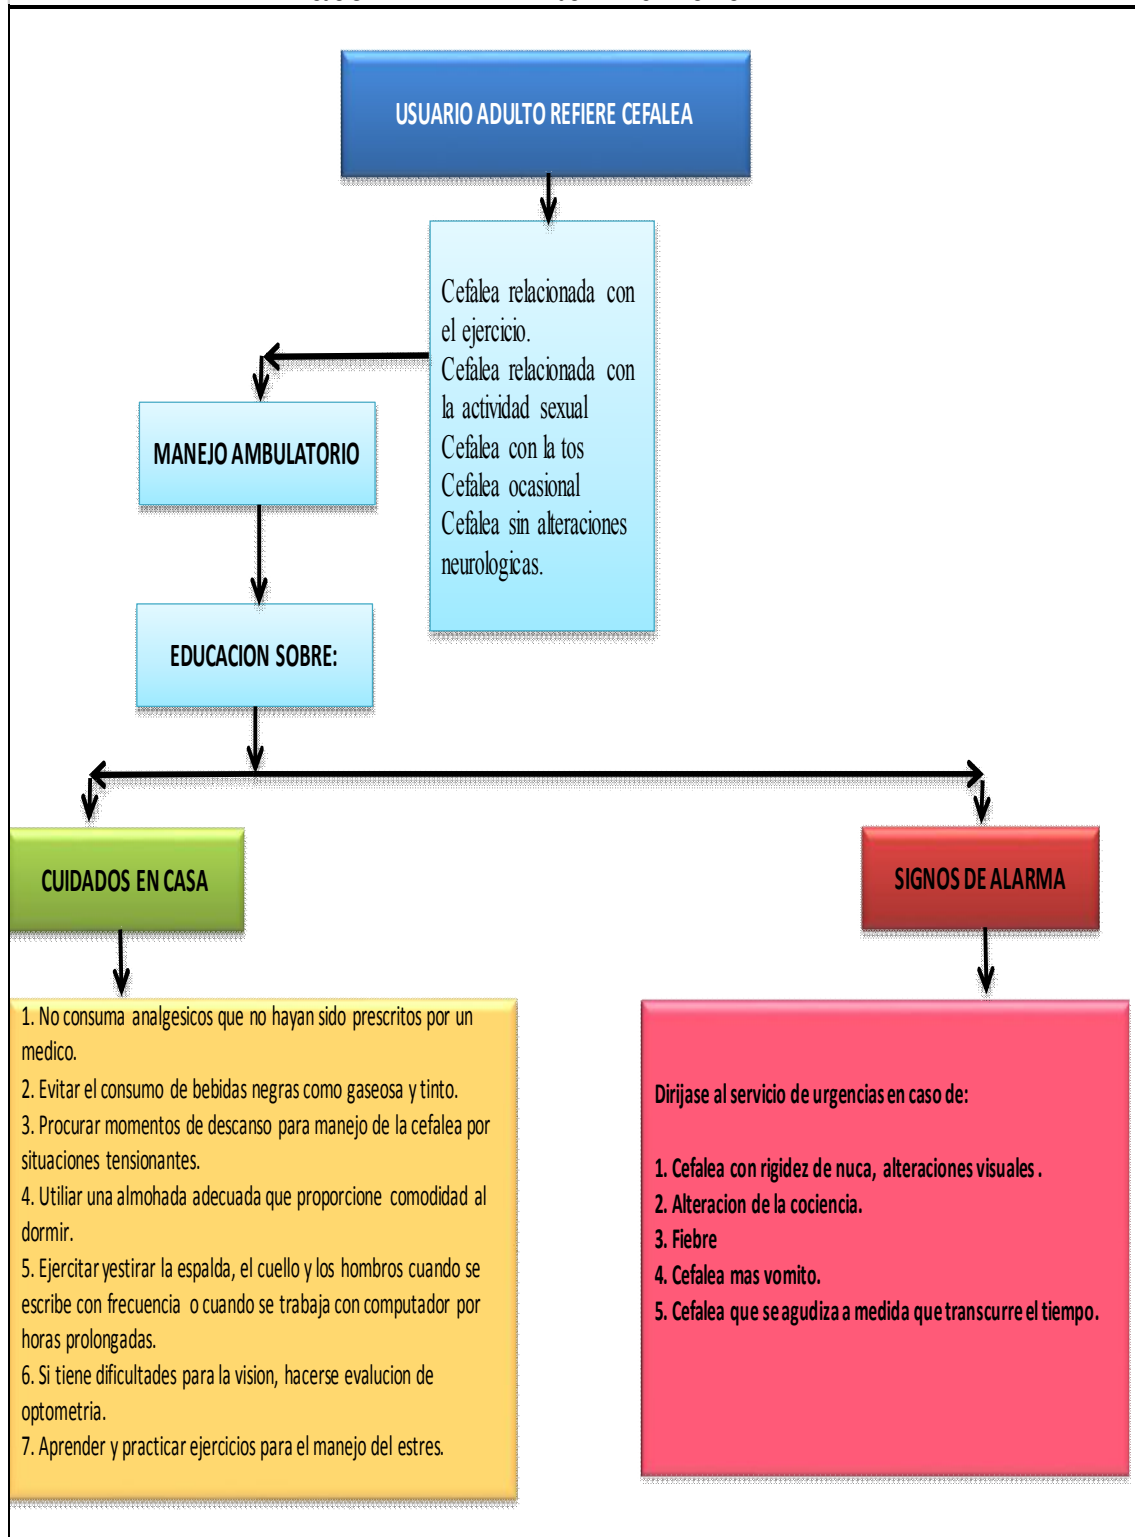 USUARIO ADULTO REFIERE CEFALEA
Cefalea relacionada con
el ejercicio.
Cefalea relacionada con
la actividad sexual
Cefalea con la tos
Cefalea ocasional
Cefalea sin alteraciones
neurologicas.
MANEJO AMBULATORIO
EDUCACION SOBRE:
CUIDADOS EN CASA
SIGNOS DE ALARMA
1. No consuma analgesicos que no hayan sido prescritos por un
medico.
2. Evitar el consumo de bebidas negras como gaseosa y tinto.
3. Procurar momentos de descanso para manejo de la cefalea por
situaciones tensionantes.
4. Utiliar una almohada adecuada que proporcione comodidad al
dormir.
5. Ejercitar yestirar la espalda, el cuello y los hombros cuando se
escribe con frecuencia o cuando se trabaja con computador por
horas prolongadas.
6. Si tiene dificultades para la vision, hacerse evalucion de
optometria.
7. Aprender y practicar ejercicios para el manejo del estres.
Dirijase al servicio de urgencias en caso de:
1. Cefalea con rigidez de nuca, alteraciones visuales .
2. Alteracion de la cociencia.
3. Fiebre
4. Cefalea mas vomito.
5. Cefalea que se agudiza a medida que transcurre el tiempo.